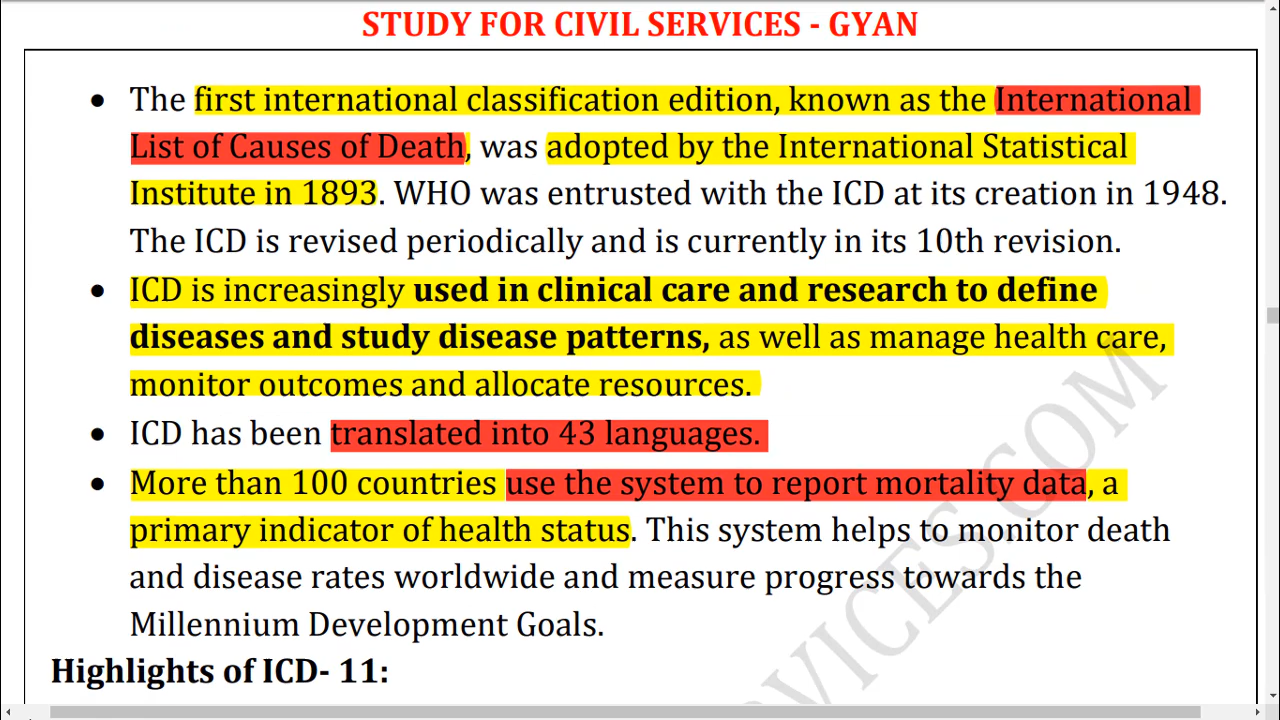 STUDY FOR CIVIL SERVICES - GYAN
• The first international classification edition, known as the International
List of Causes of Death, was adopted by the International Statistical
Institute in 1893. WHO was entrusted with the ICD at its creation in 1948.
The ICD is revised periodically and is currently in its 10th revision.
• ICD is increasingly used in clinical care and research to define
diseases and study disease patterns, as well as manage health care,
monitor outcomes and allocate resources.
• ICD has been translated into 43 languages.
• More than 100 countries use the system to report mortality data, a
primary indicator of health status. This system helps to monitor death
and disease rates worldwide and measure progress towards the
Millennium Development Goals.
Highlights of ICD- 11:
VICES.COM